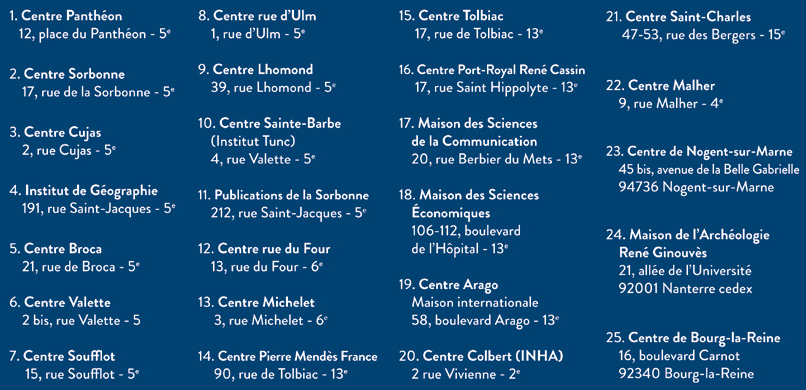 1. Centre Panthéon
12, place du Panthéon - 5e
2. Centre Sorbonne
17, rue de la Sorbonne - 5e
3. Centre Cujas
2, rue Cujas - 5e
4. Institut de Géographie
191, rue Saint-Jacques - 5e
5. Centre Broca
21, rue de Broca - 5e
6. Centre Valette
2 bis, rue Valette - 5
7. Centre Soufflot
15, rue Soufflot - 5e
8. Centre rue d'Ulm
1, rue d'Ulm - 5e
9. Centre Lhomond
39, rue Lhomond - 5e
10. Centre Sainte-Barbe
(Institut Tunc)
4, rue Valette - 5e
11. Publications de la Sorbonne
212, rue Saint-Jacques - 5e
12. Centre rue du Four
13, rue du Four - 6e
13. Centre Michelet
3, rue Michelet - 6e
14. Centre Pierre Mendès France
90, rue de Tolbiac - 13e
15. Centre Tolbiac
17, rue de Tolbiac - 13e
16. Centre Port-Royal René Cassin
17, rue Saint Hippolyte - 13e
17. Maison des Sciences
de la Communication
20, rue Berbier du Mets - 13e
18. Maison des Sciences
Économiques
106-112, boulevard
de l'Hôpital - 13e
19. Centre Arago
Maison internationale
58, boulevard Arago - 13e
20. Centre Colbert (INHA)
2 rue Vivienne - 2e
21. Centre Saint-Charles
47-53, rue des Bergers - 15e
22. Centre Malher
9, rue Malher - 4e
23. Centre de Nogent-sur-Marne
45 bis, avenue de la Belle Gabrielle
94736 Nogent-sur-Marne
24. Maison de l'Archéologie
René Ginouvès
21, allée de l'Université
92001 Nanterre cedex
25. Centre de Bourg-la-Reine
16, boulevard Carnot
92340 Bourg-la-Reine